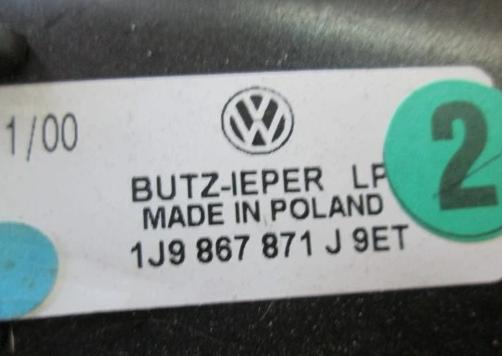 1/00
BUTZ-IEPER LP
MADE IN POLAND
1J9 867 871 J 9ET
2